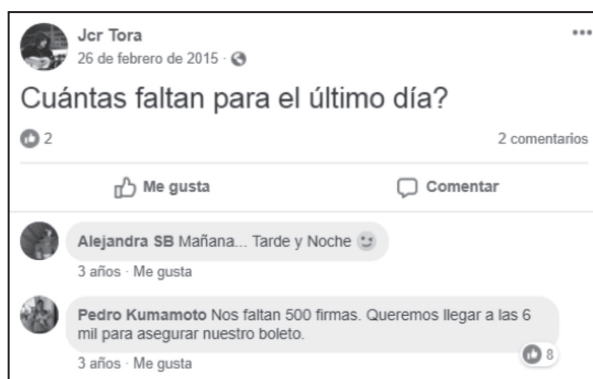 Jcr Tora
26 de febrero de 2015 ·
Cuántas faltan para el último día?
2
2 comentarios
Me gusta
Comentar
Alejandra SB Mañana... Tarde y Noche 😉
3 años · Me gusta
Pedro Kumamoto Nos faltan 500 firmas. Queremos llegar a las 6
mil para asegurar nuestro boleto.
8
3 años · Me gusta